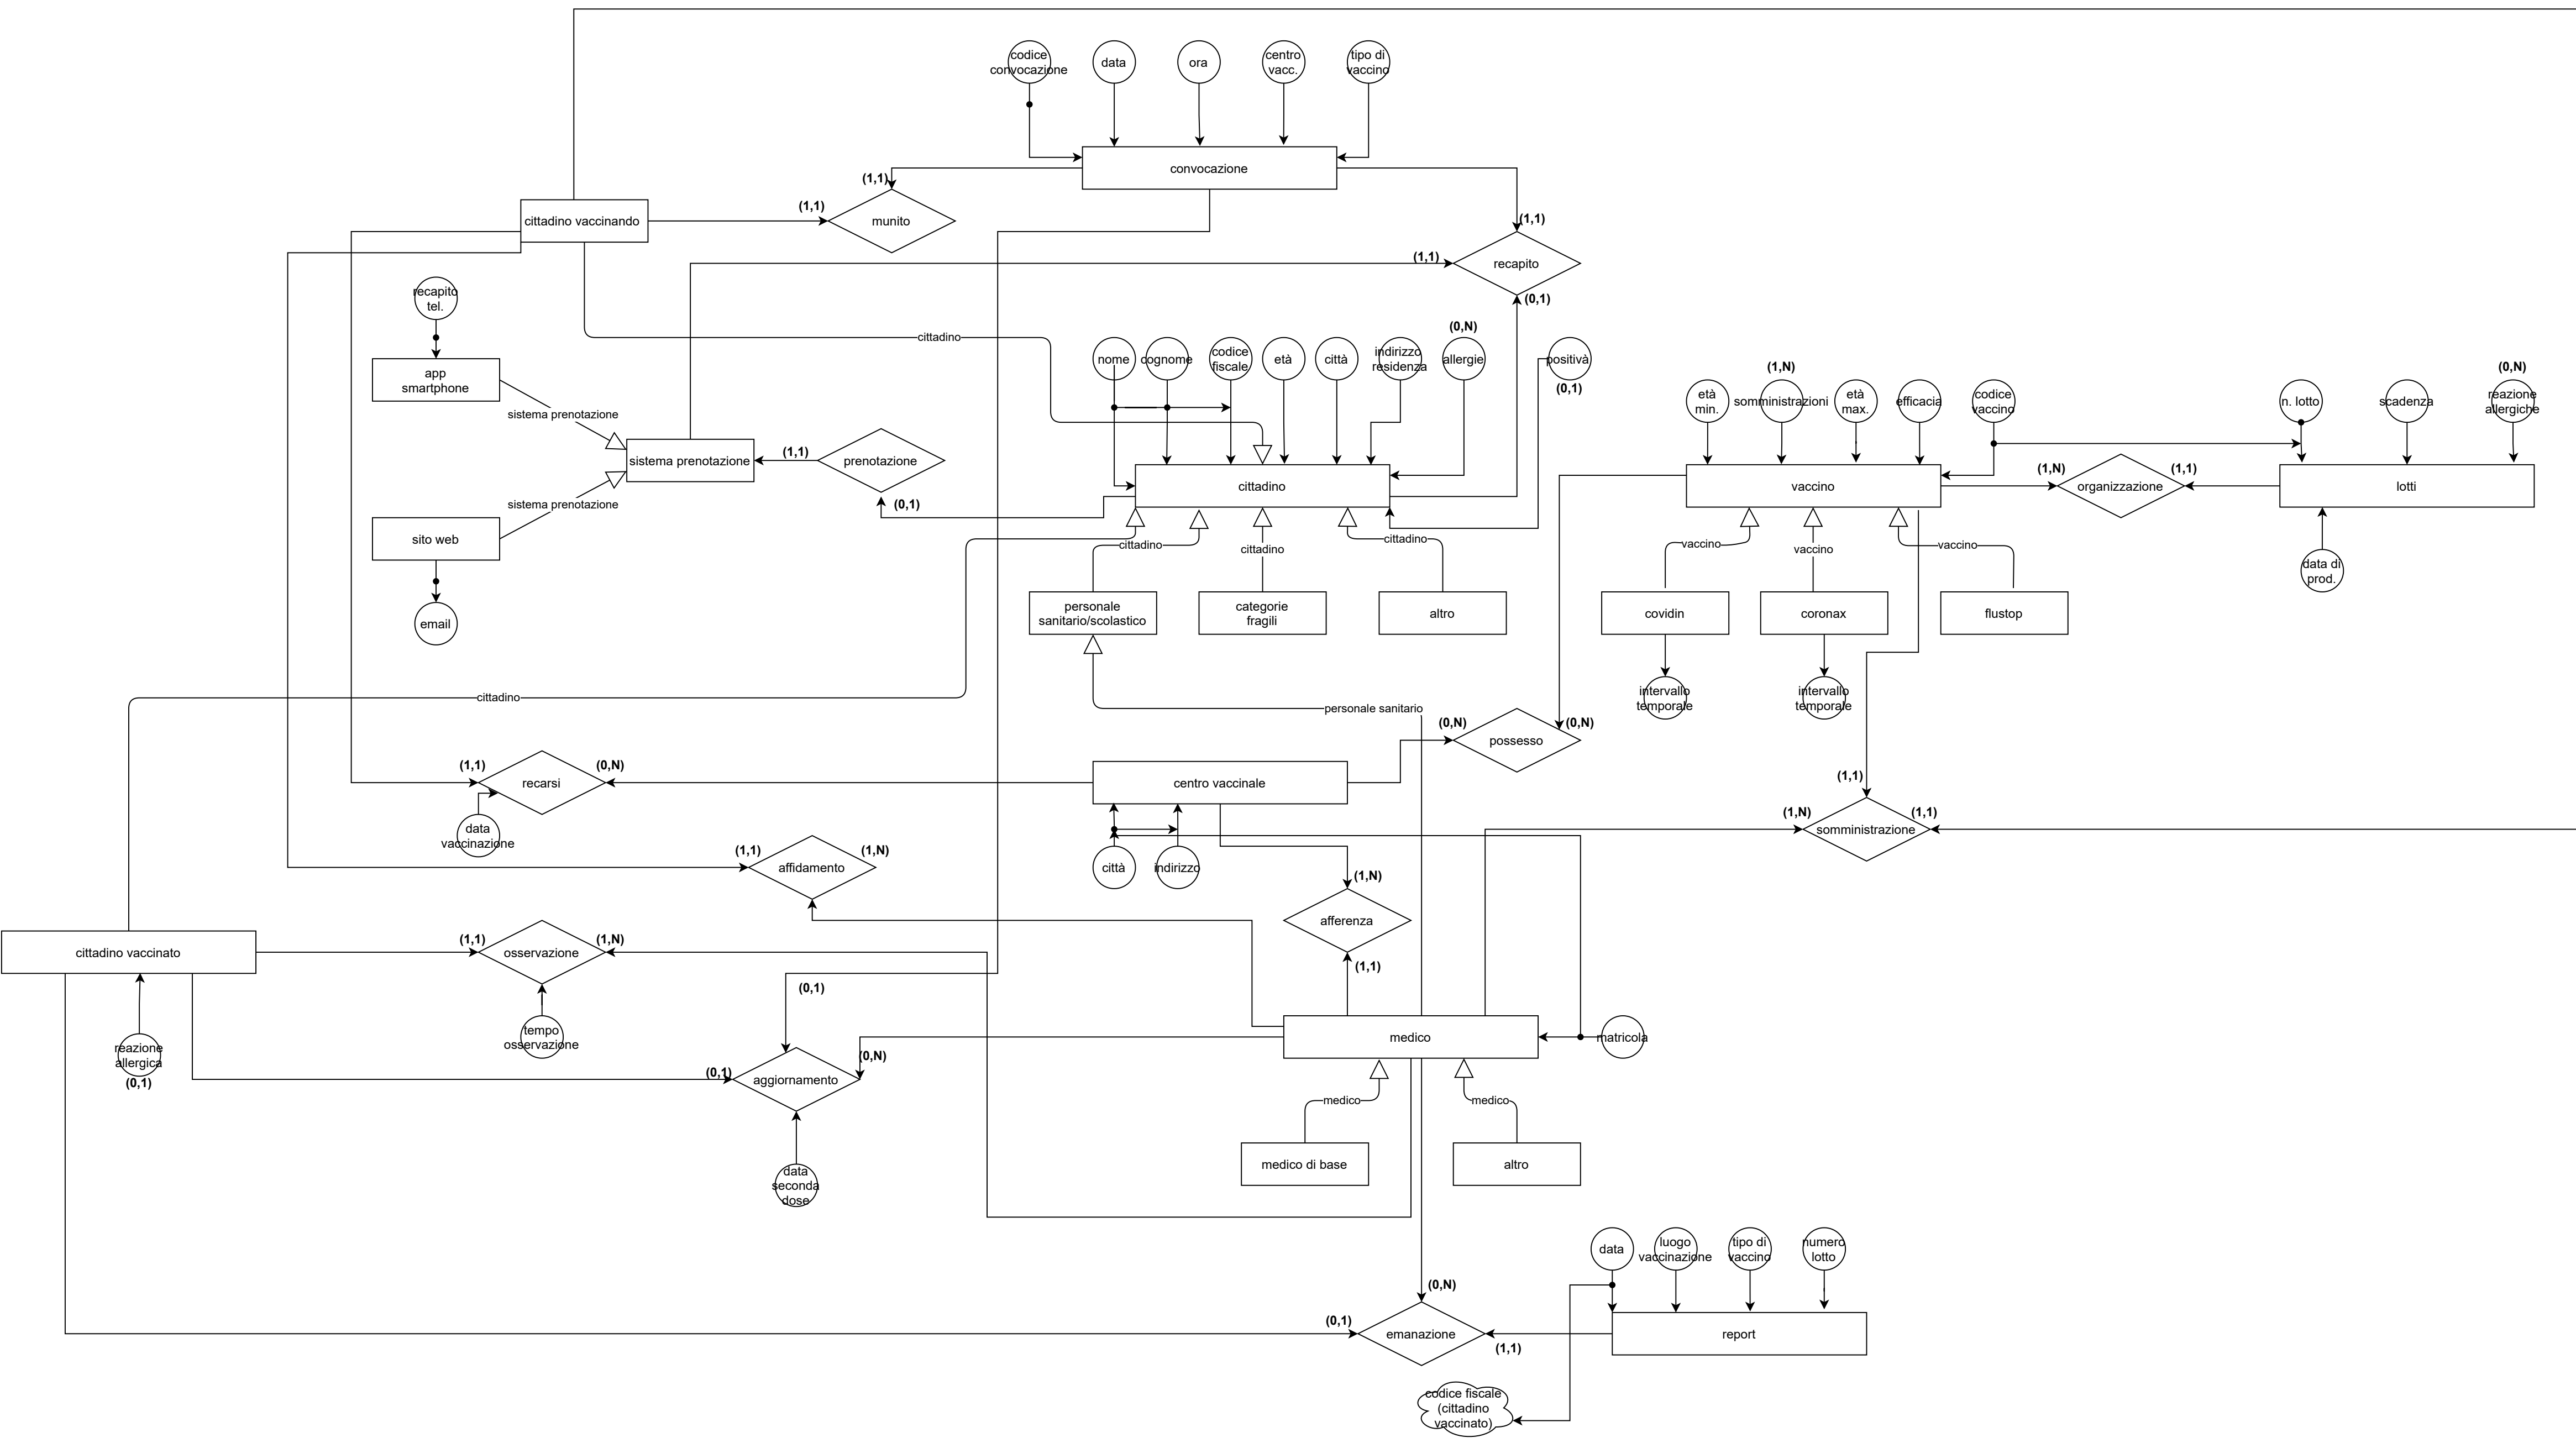 codice
convocazione
data
ora
centro
vacc.
tipo di
vaccino
convocazione
(1,1)
(1,1)
munito
cittadino vaccinando
(1,1)
(1,1)
recapito
(0,1)
recapito
tel.
cittadino
(0,N)
nome
cognome
codice
fiscale
età
città
indirizzo
residenza
allergie
positivà
(0,1)
app
smartphone
sistema prenotazione
sistema prenotazione
(1,1)
prenotazione
(0,1)
sistema prenotazione
sito web
email
cittadino
cittadino
cittadino
cittadino
personale
sanitario/scolastico
categorie
fragili
altro
(1,N)
(0,N)
età
min.
somministrazioni
età
max.
efficacia
codice
vaccino
n. lotto
scadenza
reazione
allergiche
vaccino
(1,N)
organizzazione
(1,1)
lotti
data di
prod.
vaccino
vaccino
vaccino
covidin
coronax
flustop
intervallo
temporale
intervallo
temporale
cittadino
personale sanitario
(0,N)
possesso
(0,N)
(1,1)
recarsi
(0,N)
centro vaccinale
data
vaccinazione
città
indirizzo
(1,1)
(1,N)
somministrazione
(1,1)
(1,1)
affidamento
(1,N)
(1,N)
afferenza
(1,1)
cittadino vaccinato
(1,1)
osservazione
(1,N)
tempo
osservazione
reazione
allergica
(0,1)
(0,1)
(0,1)
aggiornamento
(0,N)
data
seconda
dose
medico
matricola
medico
medico
medico di base
altro
data
luogo
vaccinazione
tipo di
vaccino
numero
lotto
(0,N)
(0,1)
emanazione
(1,1)
report
codice fiscale
(cittadino
vaccinato)